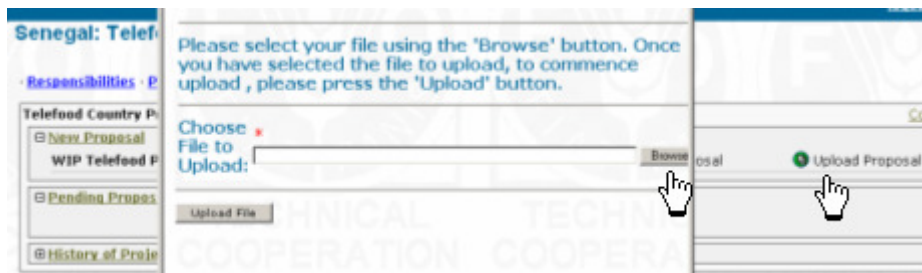 Senegal: Telef
Please select your file using the 'Browse' button. Once
you have selected the file to upload, to commence
upload , please press the 'Upload' button.
· Responsibilities · P
Telefood Country P
Co
New Proposal
WIP Telefood P
Choose *
File to
Upload:
Browse
osal
Upload Proposal
Pending Propos
Upload File
History of Proje
TECHNICAL TECHNI
COOPERATION COOPERA